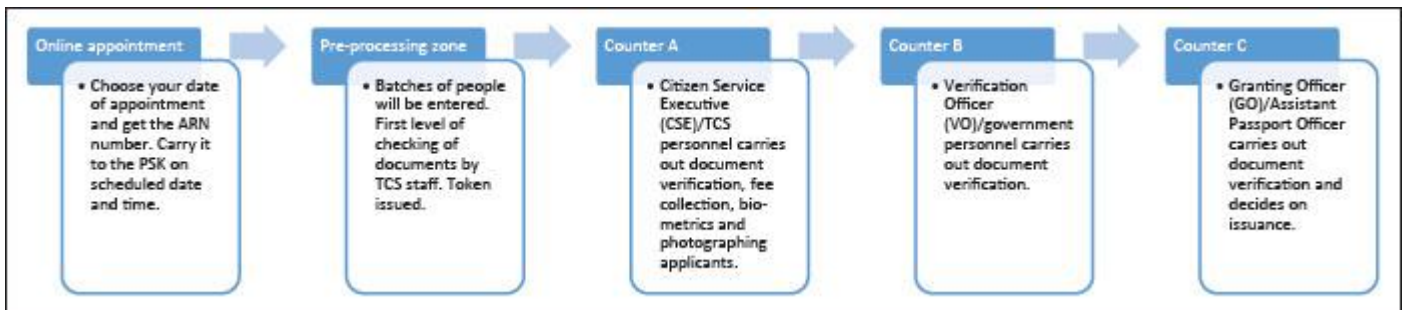 Online appointment
• Choose your date
of appointment
and get the ARN
number. Carry it
to the PSK on
scheduled date
and time.
Pre-processing zone
• Batches of people
will be entered.
First level of
checking of
documents by
TCS staff. Token
issued.
Counter A
• Citizen Service
Executive
(CSE)/TCS
personnel carries
out document
verification, fee
collection, bio-
metrics and
photographing
applicants.
Counter B
• Verification
Officer
(VO)/government
personnel carries
out document
verification.
Counter C
• Granting Officer
(GO)/Assistant
Passport Officer
carries out
document
verification and
decides on
issuance.